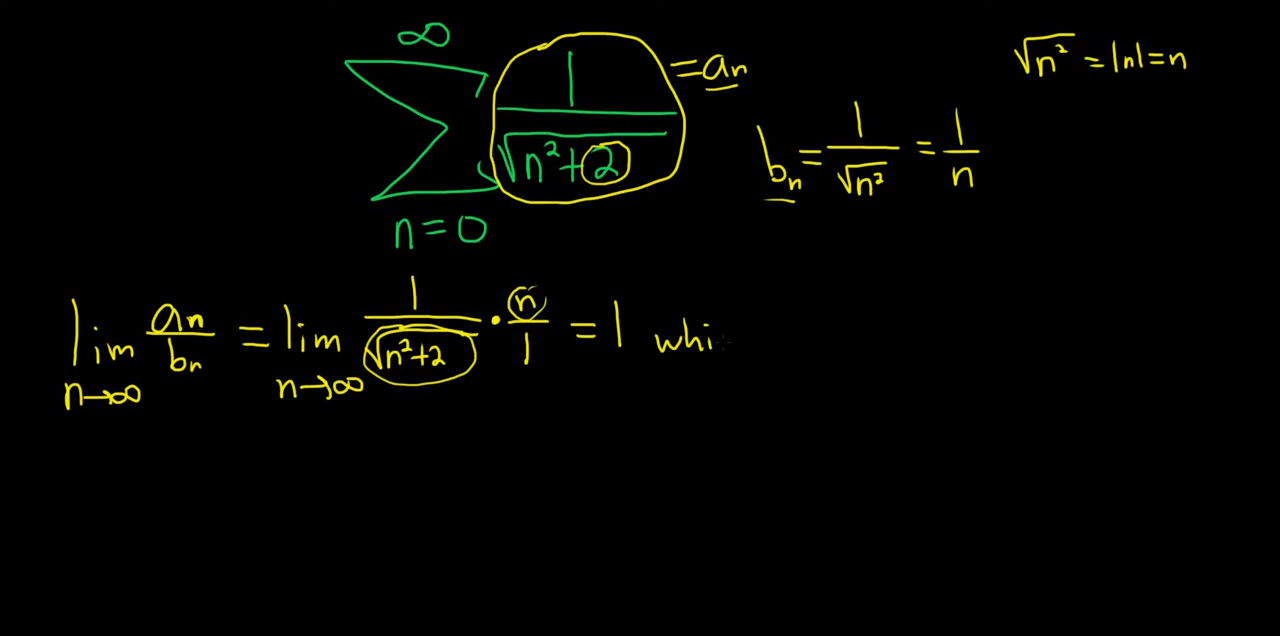 ∞
∑ 1/√(n²+2) = aₙ
n=0
√n² = |n| = n
bₙ = 1/√n² = 1/n
lim n→∞ aₙ/bₙ = lim n→∞ 1/√(n²+2) · n/1 = 1 whi